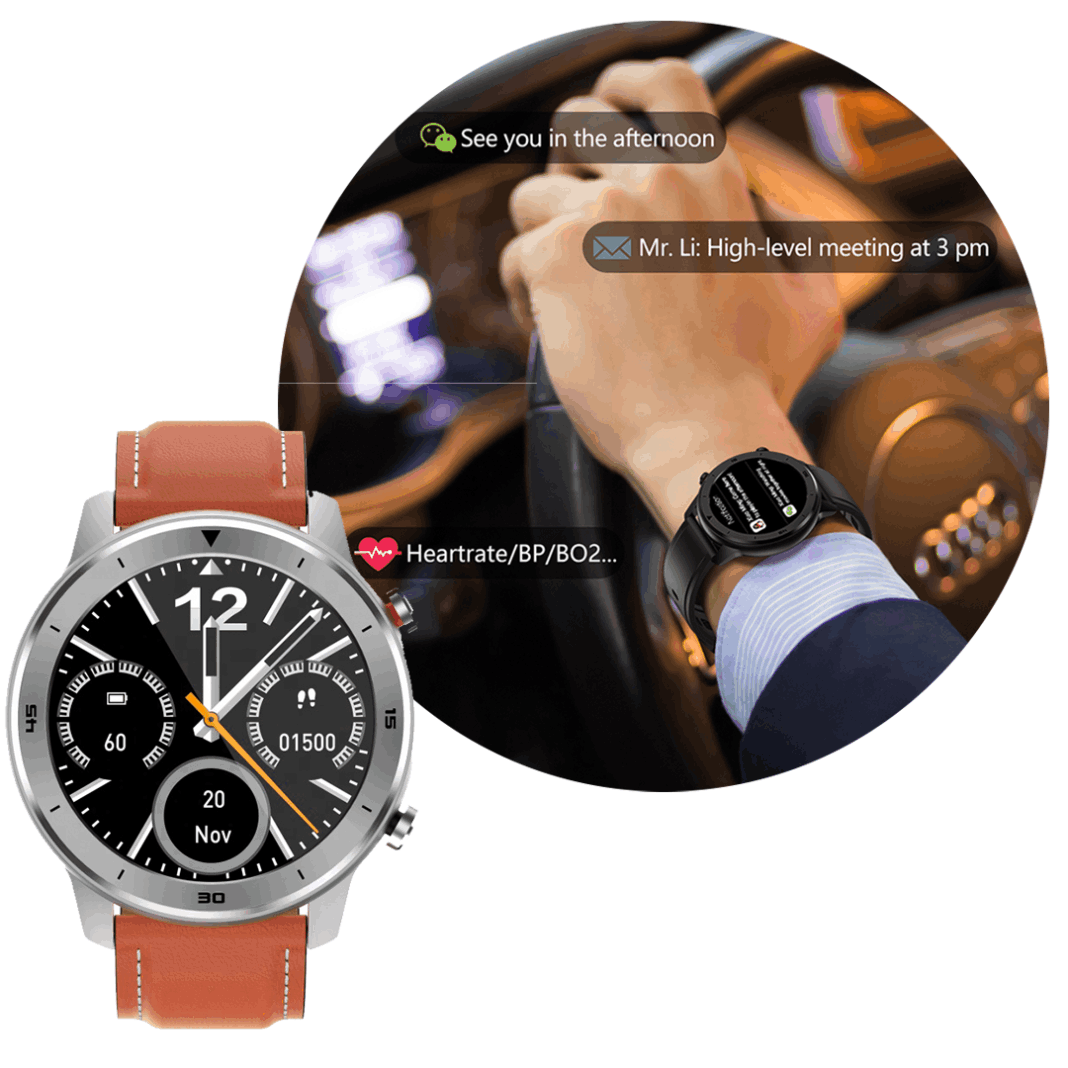 See you in the afternoon
Mr. Li: High-level meeting at 3 pm
Heartrate/BP/BO2...
12
45
15
60
01500
20
Nov
30